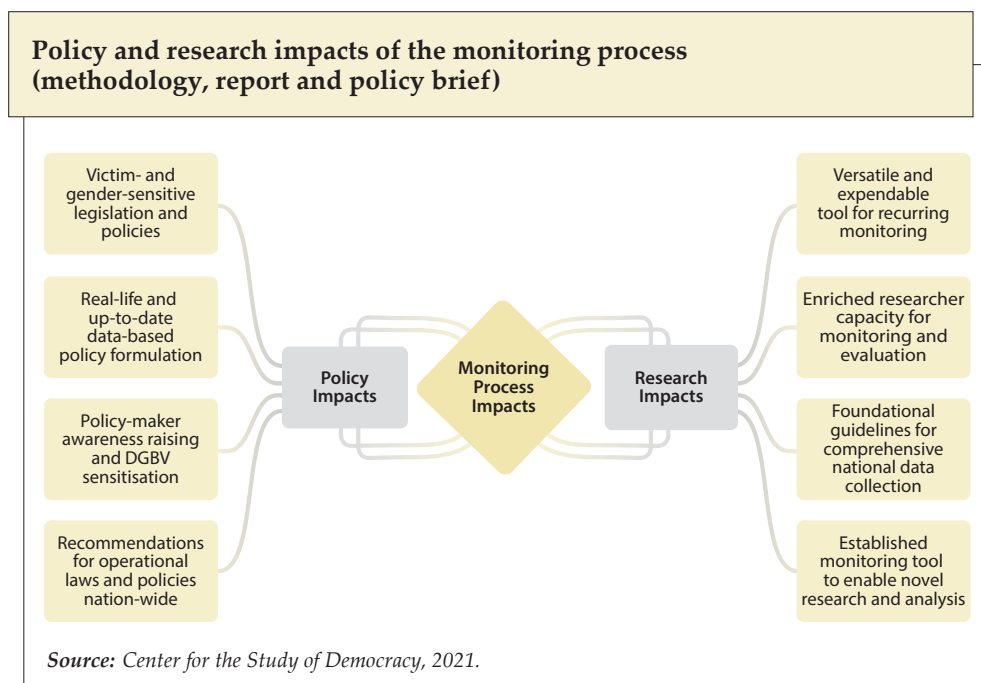 Policy and research impacts of the monitoring process
(methodology, report and policy brief)
Victim- and
gender-sensitive
legislation and
policies
Real-life and
up-to-date
data-based
policy formulation
Policy-maker
awareness raising
and DGBV
sensitisation
Recommendations
for operational
laws and policies
nation-wide
Policy
Impacts
Monitoring
Process
Impacts
Research
Impacts
Versatile and
expendable
tool for recurring
monitoring
Enriched researcher
capacity for
monitoring and
evaluation
Foundational
guidelines for
comprehensive
national data
collection
Established
monitoring tool
to enable novel
research and analysis
Source: Center for the Study of Democracy, 2021.